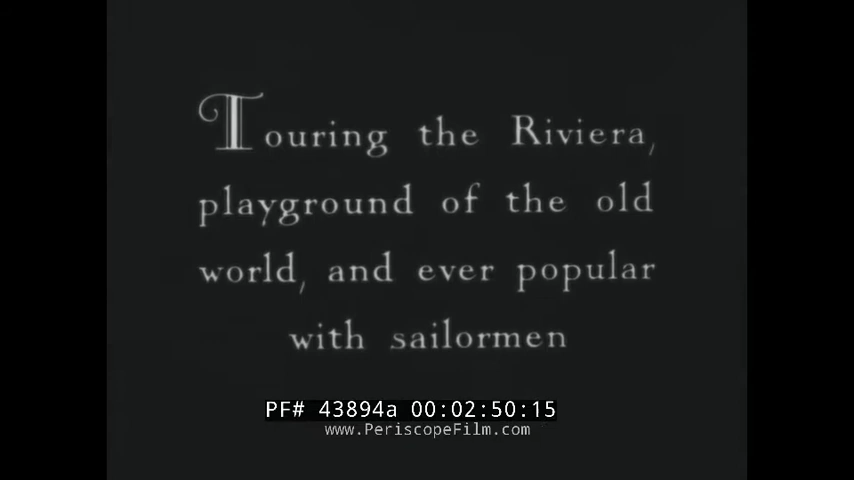 Touring the Riviera,
playground of the old
world, and ever popular
with sailormen
PF# 43894a 00:02:50:15
www.PeriscopeFilm.com